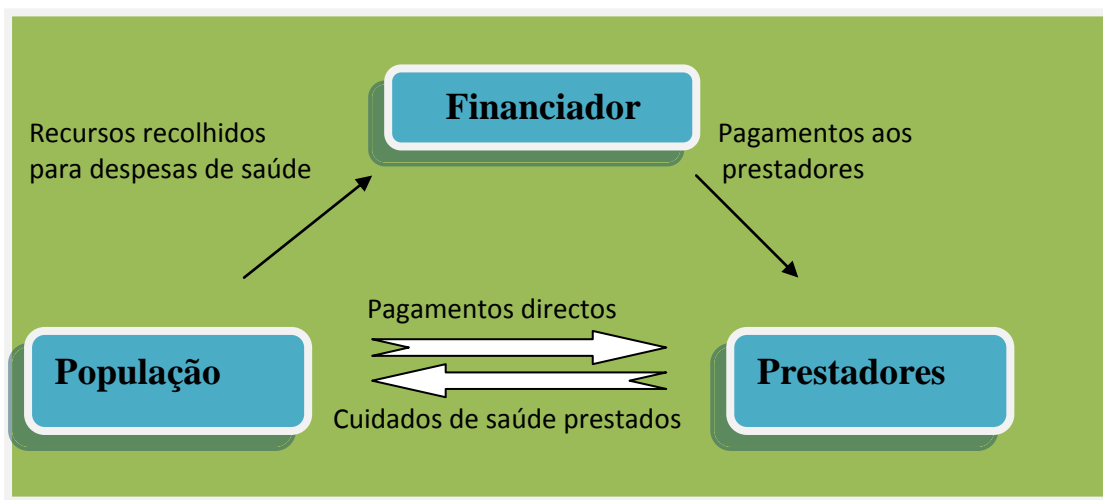 Financiador
Recursos recolhidos
para despesas de saúde
Pagamentos aos
prestadores
Pagamentos directos
População
Prestadores
Cuidados de saúde prestados